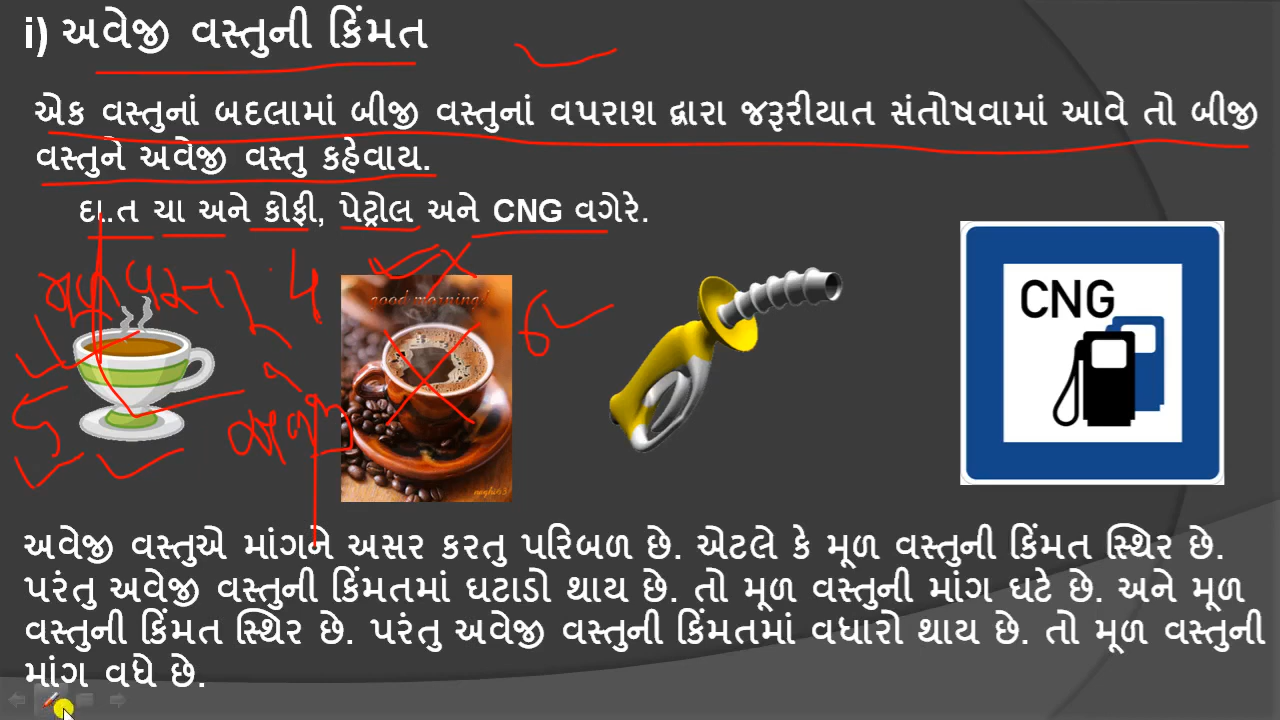 i) અવેજી વસ્તુની કિંમત
એક વસ્તુનાં બદલામાં બીજી વસ્તુનાં વપરાશ દ્વારા જરૂરીયાત સંતોષવામાં આવે તો બીજી
વસ્તુને અવેજી વસ્તુ કહેવાય.
દા..ત ચા અને કોફી, પેટ્રોલ અને CNG વગેરે.
good morning!
CNG
અવેજી વસ્તુએ માંગને અસર કરતુ પરિબળ છે. એટલે કે મૂળ વસ્તુની કિંમત સ્થિર છે.
પરંતુ અવેજી વસ્તુની કિંમતમાં ઘટાડો થાય છે. તો મૂળ વસ્તુની માંગ ઘટે છે. અને મૂળ
વસ્તુની કિંમત સ્થિર છે. પરંતુ અવેજી વસ્તુની કિંમતમાં વધારો થાય છે. તો મૂળ વસ્તુની
માંગ વધે છે.